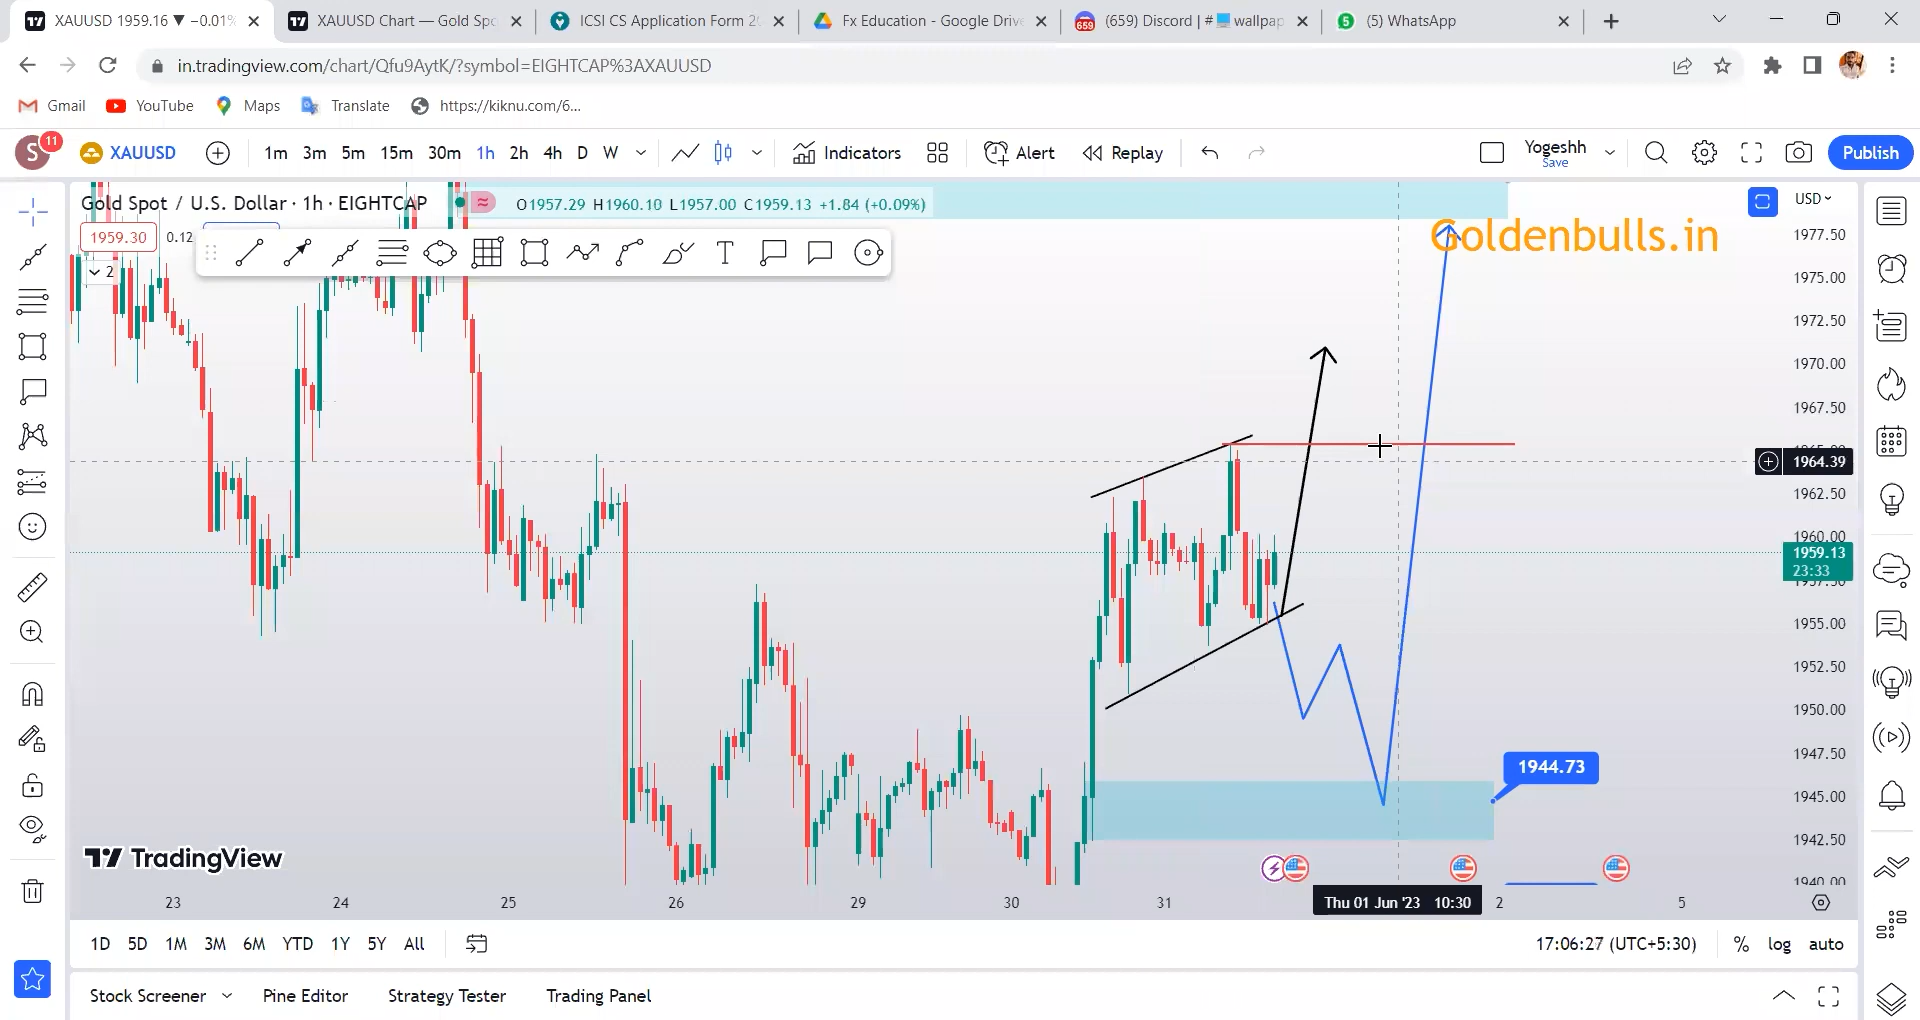 XAUUSD 1959.16 ▼ −0.01%
XAUUSD Chart — Gold Spo
ICSI CS Application Form 2
Fx Education - Google Drive
(659) Discord | # wallpap
(5) WhatsApp
in.tradingview.com/chart/Qfu9AytK/?symbol=EIGHTCAP%3AXAUUSD
Gmail
YouTube
Maps
Translate
https://kiknu.com/6...
S
11
XAUUSD
1m 3m 5m 15m 30m 1h 2h 4h D W
Indicators
Alert
Replay
Yogeshh
Save
Publish
Gold Spot / U.S. Dollar · 1h · EIGHTCAP
O1957.29 H1960.10 L1957.00 C1959.13 +1.84 (+0.09%)
USD
1959.30
0.12
2
Goldenbulls.in
1977.50
1975.00
1972.50
1970.00
1967.50
1964.39
1962.50
1960.00
1959.13
23:33
1955.00
1952.50
1950.00
1947.50
1944.73
1945.00
1942.50
1940.00
TradingView
23 24 25 26 29 30 31
Thu 01 Jun '23 10:30
2 5
1D 5D 1M 3M 6M YTD 1Y 5Y All
17:06:27 (UTC+5:30)
% log auto
Stock Screener
Pine Editor
Strategy Tester
Trading Panel